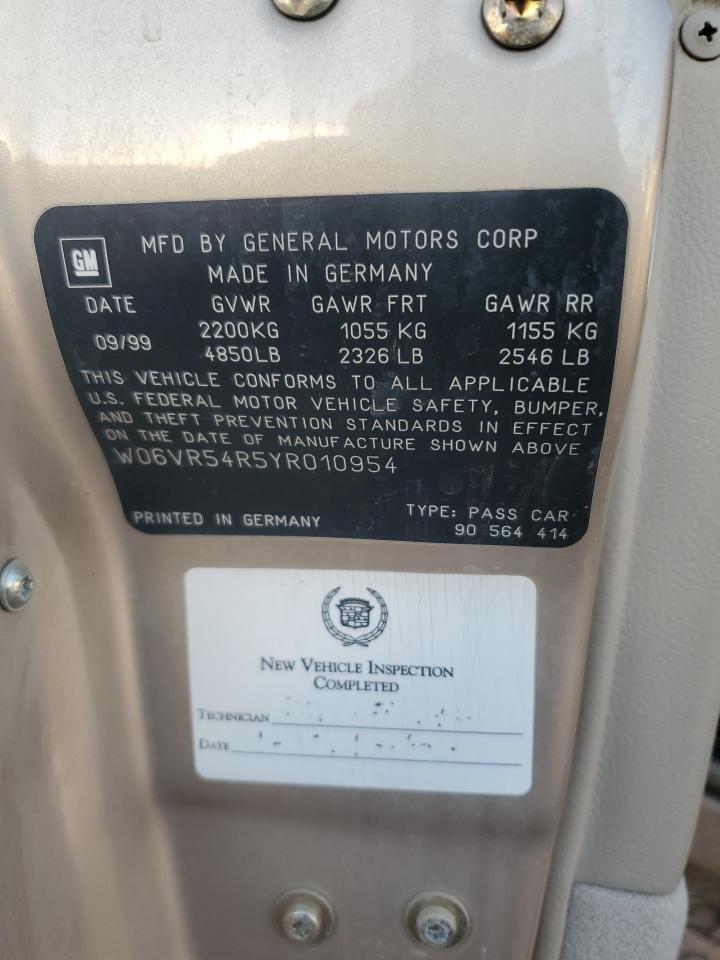 GM
MFD BY GENERAL MOTORS CORP
MADE IN GERMANY
DATE GVWR GAWR FRT GAWR RR
09/99 2200KG 1055 KG 1155 KG
4850LB 2326 LB 2546 LB
THIS VEHICLE CONFORMS TO ALL APPLICABLE
U.S. FEDERAL MOTOR VEHICLE SAFETY, BUMPER,
AND THEFT PREVENTION STANDARDS IN EFFECT
ON THE DATE OF MANUFACTURE SHOWN ABOVE
W06VR54R5YR010954
TYPE: PASS CAR
PRINTED IN GERMANY
90 564 414
NEW VEHICLE INSPECTION
COMPLETED
TECHNICIAN
DATE